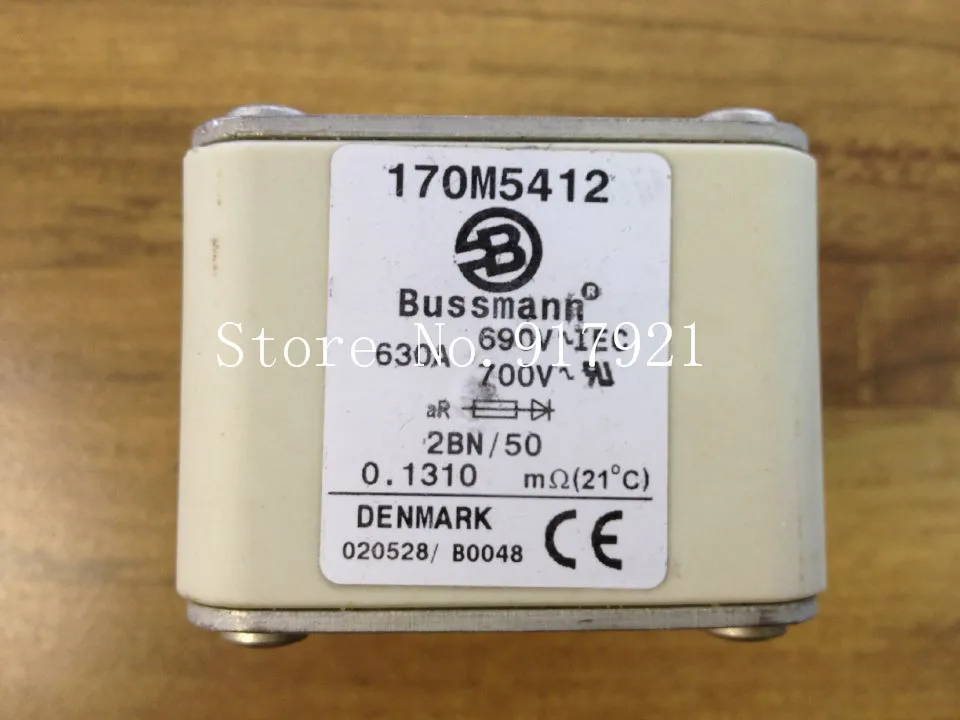 170M5412
B
Bussmann®
630A 690V~IEC
700V~
Store No. 917921
aR
2BN/50
0.1310 mΩ(21°C)
DENMARK
020528/ B0048 CE